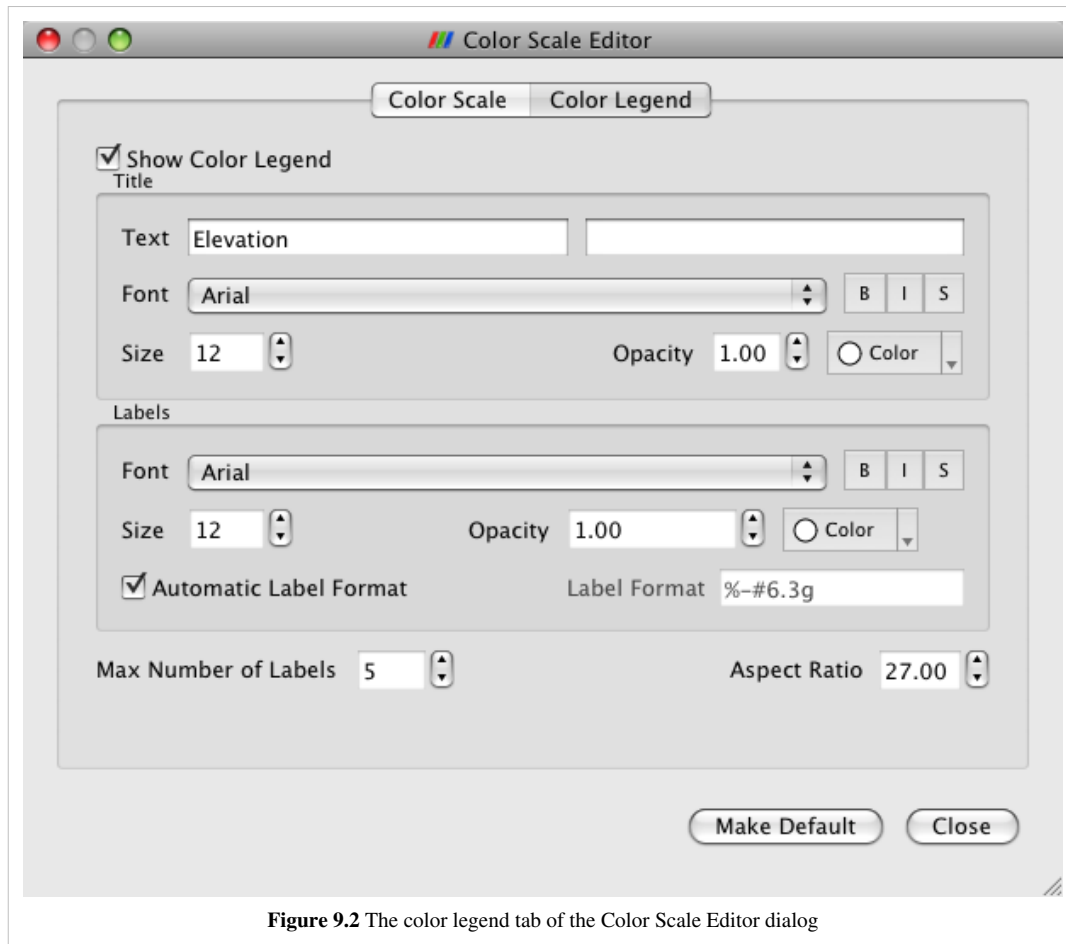 Color Scale Editor
Color Scale Color Legend
Show Color Legend
Title
Text Elevation
Font Arial B I S
Size 12 Opacity 1.00 Color
Labels
Font Arial B I S
Size 12 Opacity 1.00 Color
Automatic Label Format Label Format %-#6.3g
Max Number of Labels 5 Aspect Ratio 27.00
Make Default Close
Figure 9.2 The color legend tab of the Color Scale Editor dialog